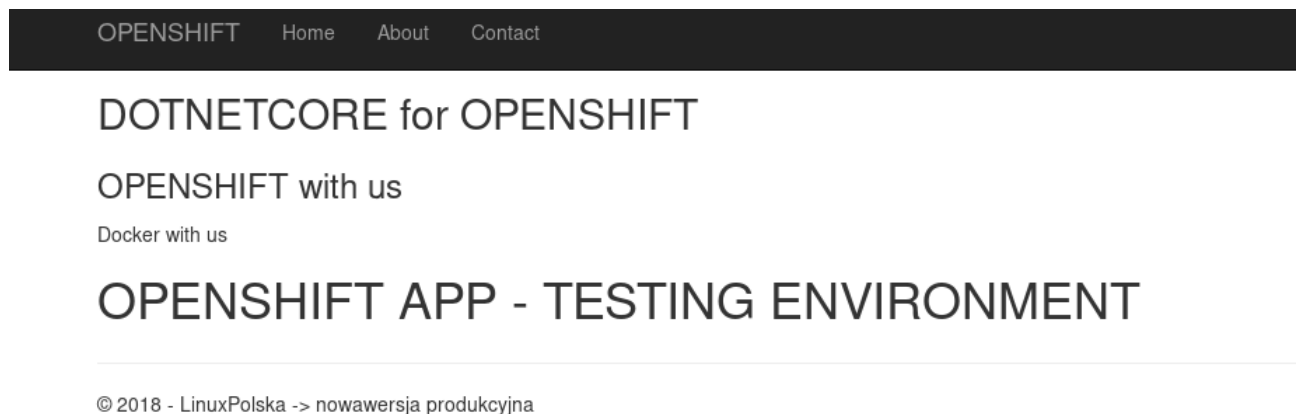 OPENSHIFT Home About Contact
DOTNETCORE for OPENSHIFT
OPENSHIFT with us
Docker with us
OPENSHIFT APP - TESTING ENVIRONMENT
© 2018 - LinuxPolska -> nowawersja produkcyjna